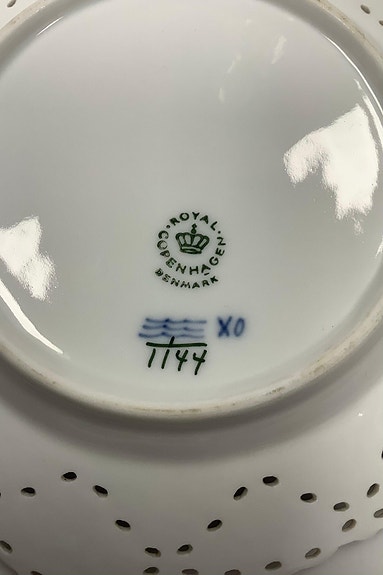 ROYAL
COPENHAGEN
DENMARK
XO
1144